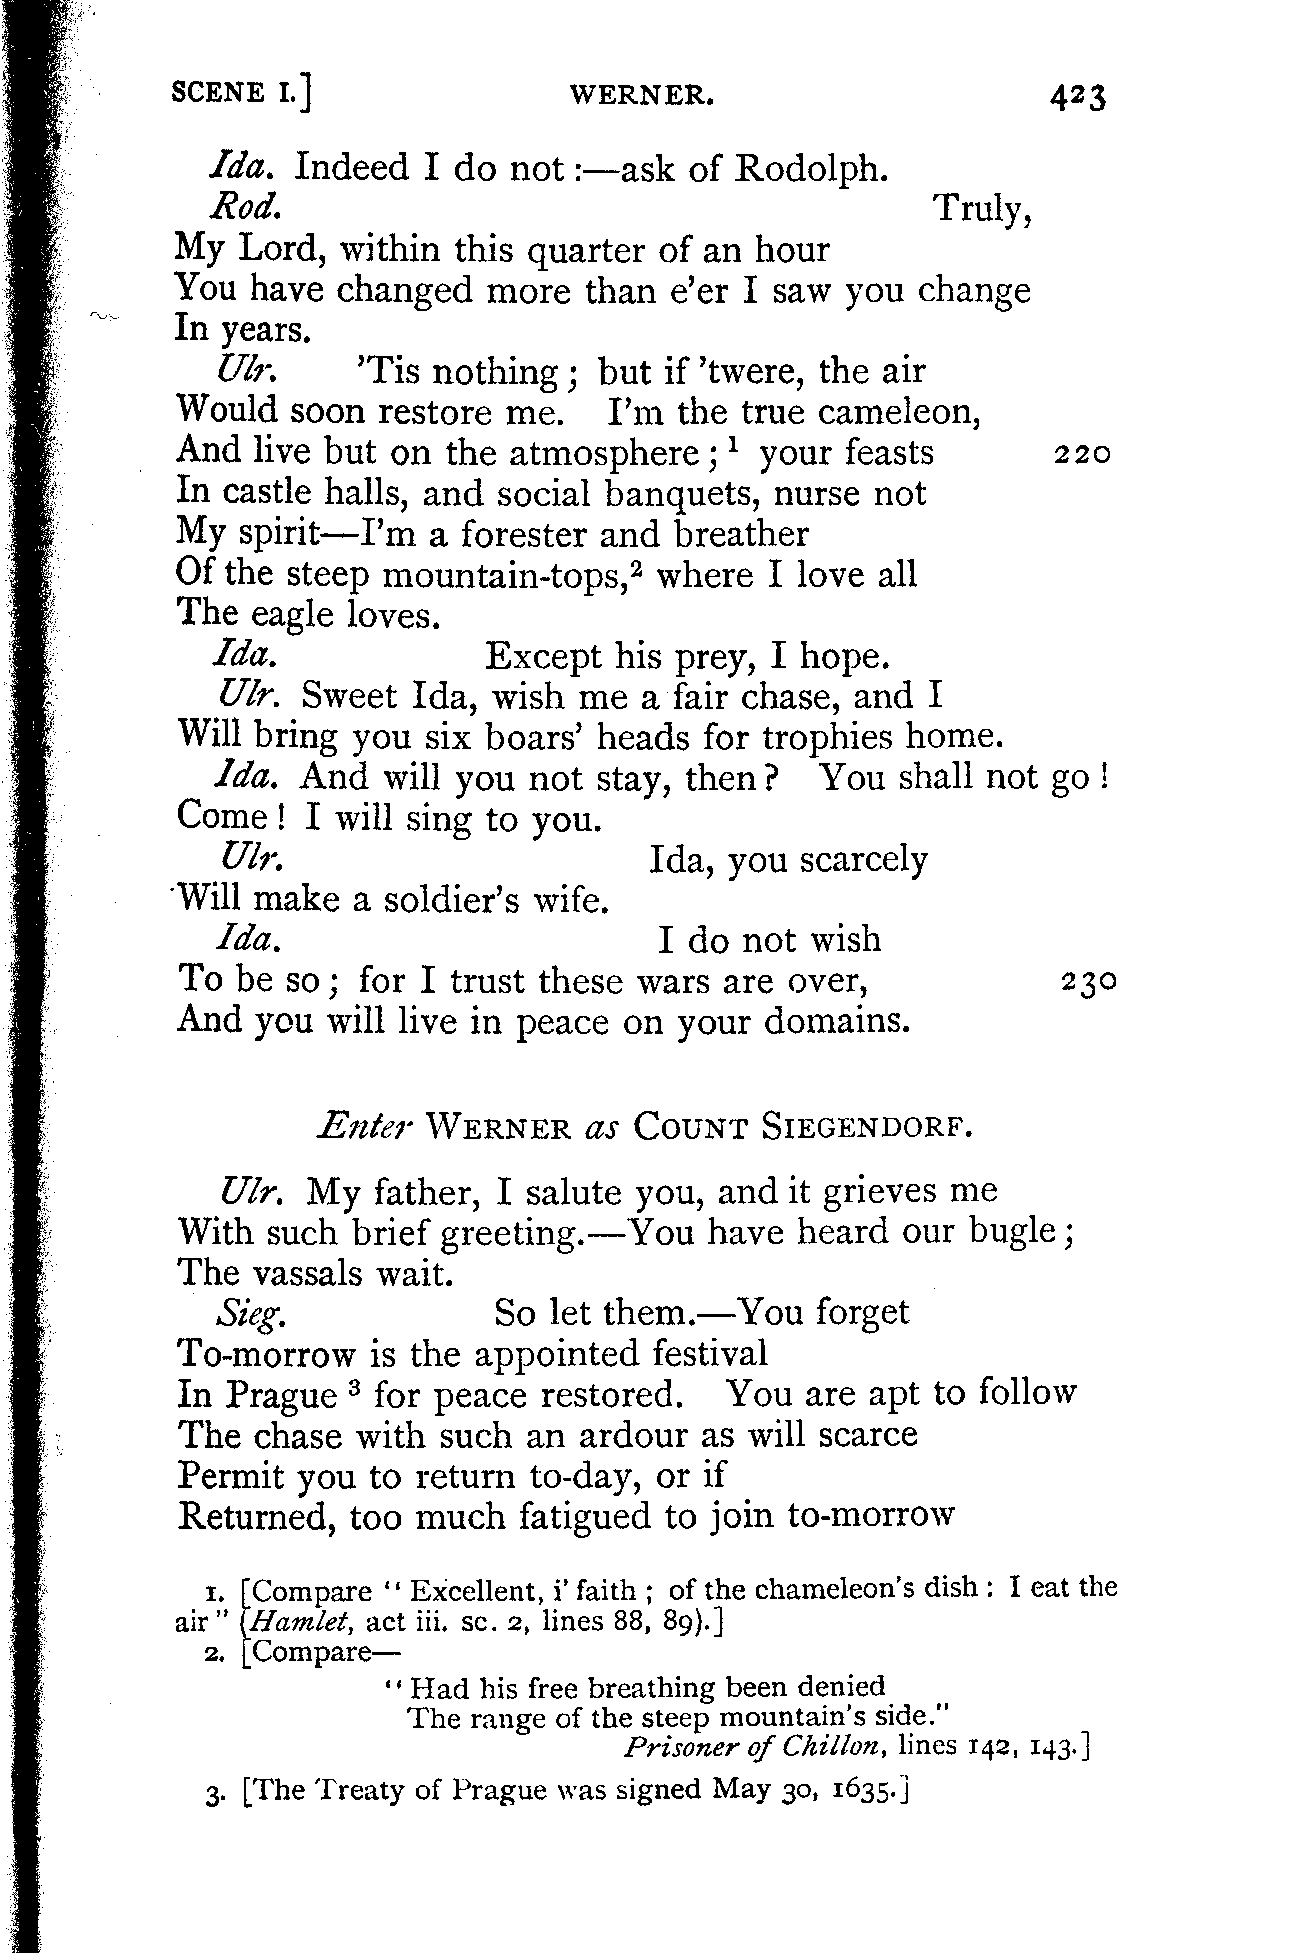 SCENE I.] WERNER. 423
Ida. Indeed I do not:—ask of Rodolph.
Rod. Truly,
My Lord, within this quarter of an hour
You have changed more than e'er I saw you change
In years.
Ulr. 'Tis nothing; but if 'twere, the air
Would soon restore me. I'm the true cameleon,
And live but on the atmosphere;¹ your feasts 220
In castle halls, and social banquets, nurse not
My spirit—I'm a forester and breather
Of the steep mountain-tops,² where I love all
The eagle loves.
Ida. Except his prey, I hope.
Ulr. Sweet Ida, wish me a fair chase, and I
Will bring you six boars' heads for trophies home.
Ida. And will you not stay, then? You shall not go!
Come! I will sing to you.
Ulr. Ida, you scarcely
Will make a soldier's wife.
Ida. I do not wish
To be so; for I trust these wars are over, 230
And you will live in peace on your domains.
Enter WERNER as COUNT SIEGENDORF.
Ulr. My father, I salute you, and it grieves me
With such brief greeting.—You have heard our bugle;
The vassals wait.
Sieg. So let them.—You forget
To-morrow is the appointed festival
In Prague ³ for peace restored. You are apt to follow
The chase with such an ardour as will scarce
Permit you to return to-day, or if
Returned, too much fatigued to join to-morrow
1. [Compare "Excellent, i' faith; of the chameleon's dish: I eat the
air" (Hamlet, act iii. sc. 2, lines 88, 89).]
2. [Compare—
"Had his free breathing been denied
The range of the steep mountain's side."
Prisoner of Chillon, lines 142, 143.]
3. [The Treaty of Prague was signed May 30, 1635.]